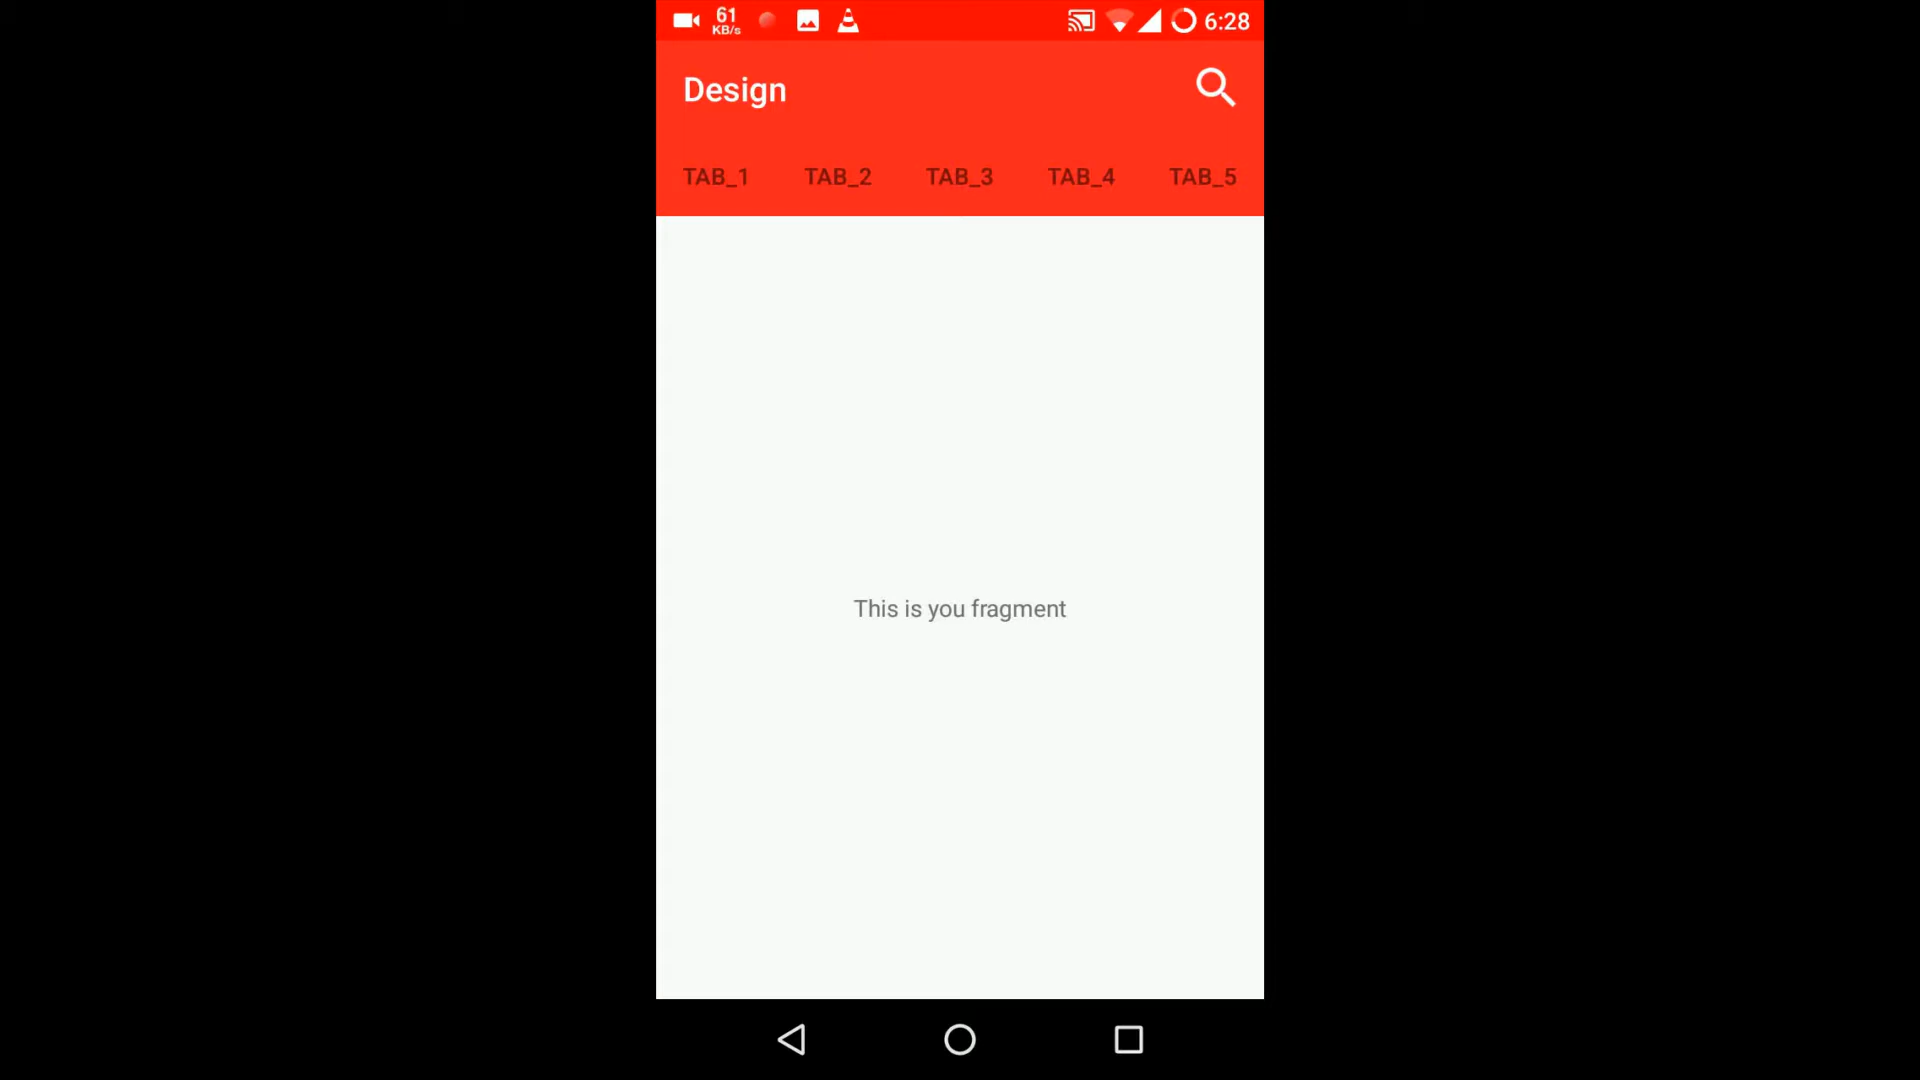 61
KB/s
6:28
Design
TAB_1 TAB_2 TAB_3 TAB_4 TAB_5
This is you fragment